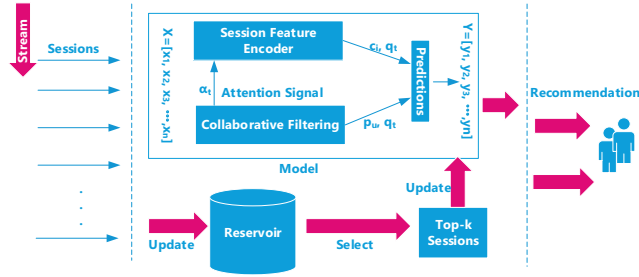 Stream
Sessions
X=[x₁, x₂, x₃, ...,xₙ]
Session Feature
Encoder
αₜ
Attention Signal
Collaborative Filtering
cᵢ, qₜ
pᵤ, qₜ
Predictions
Y=[y₁, y₂, y₃, ...,yn]
Model
Recommendation
Update
Reservoir
Select
Update
Top-k
Sessions